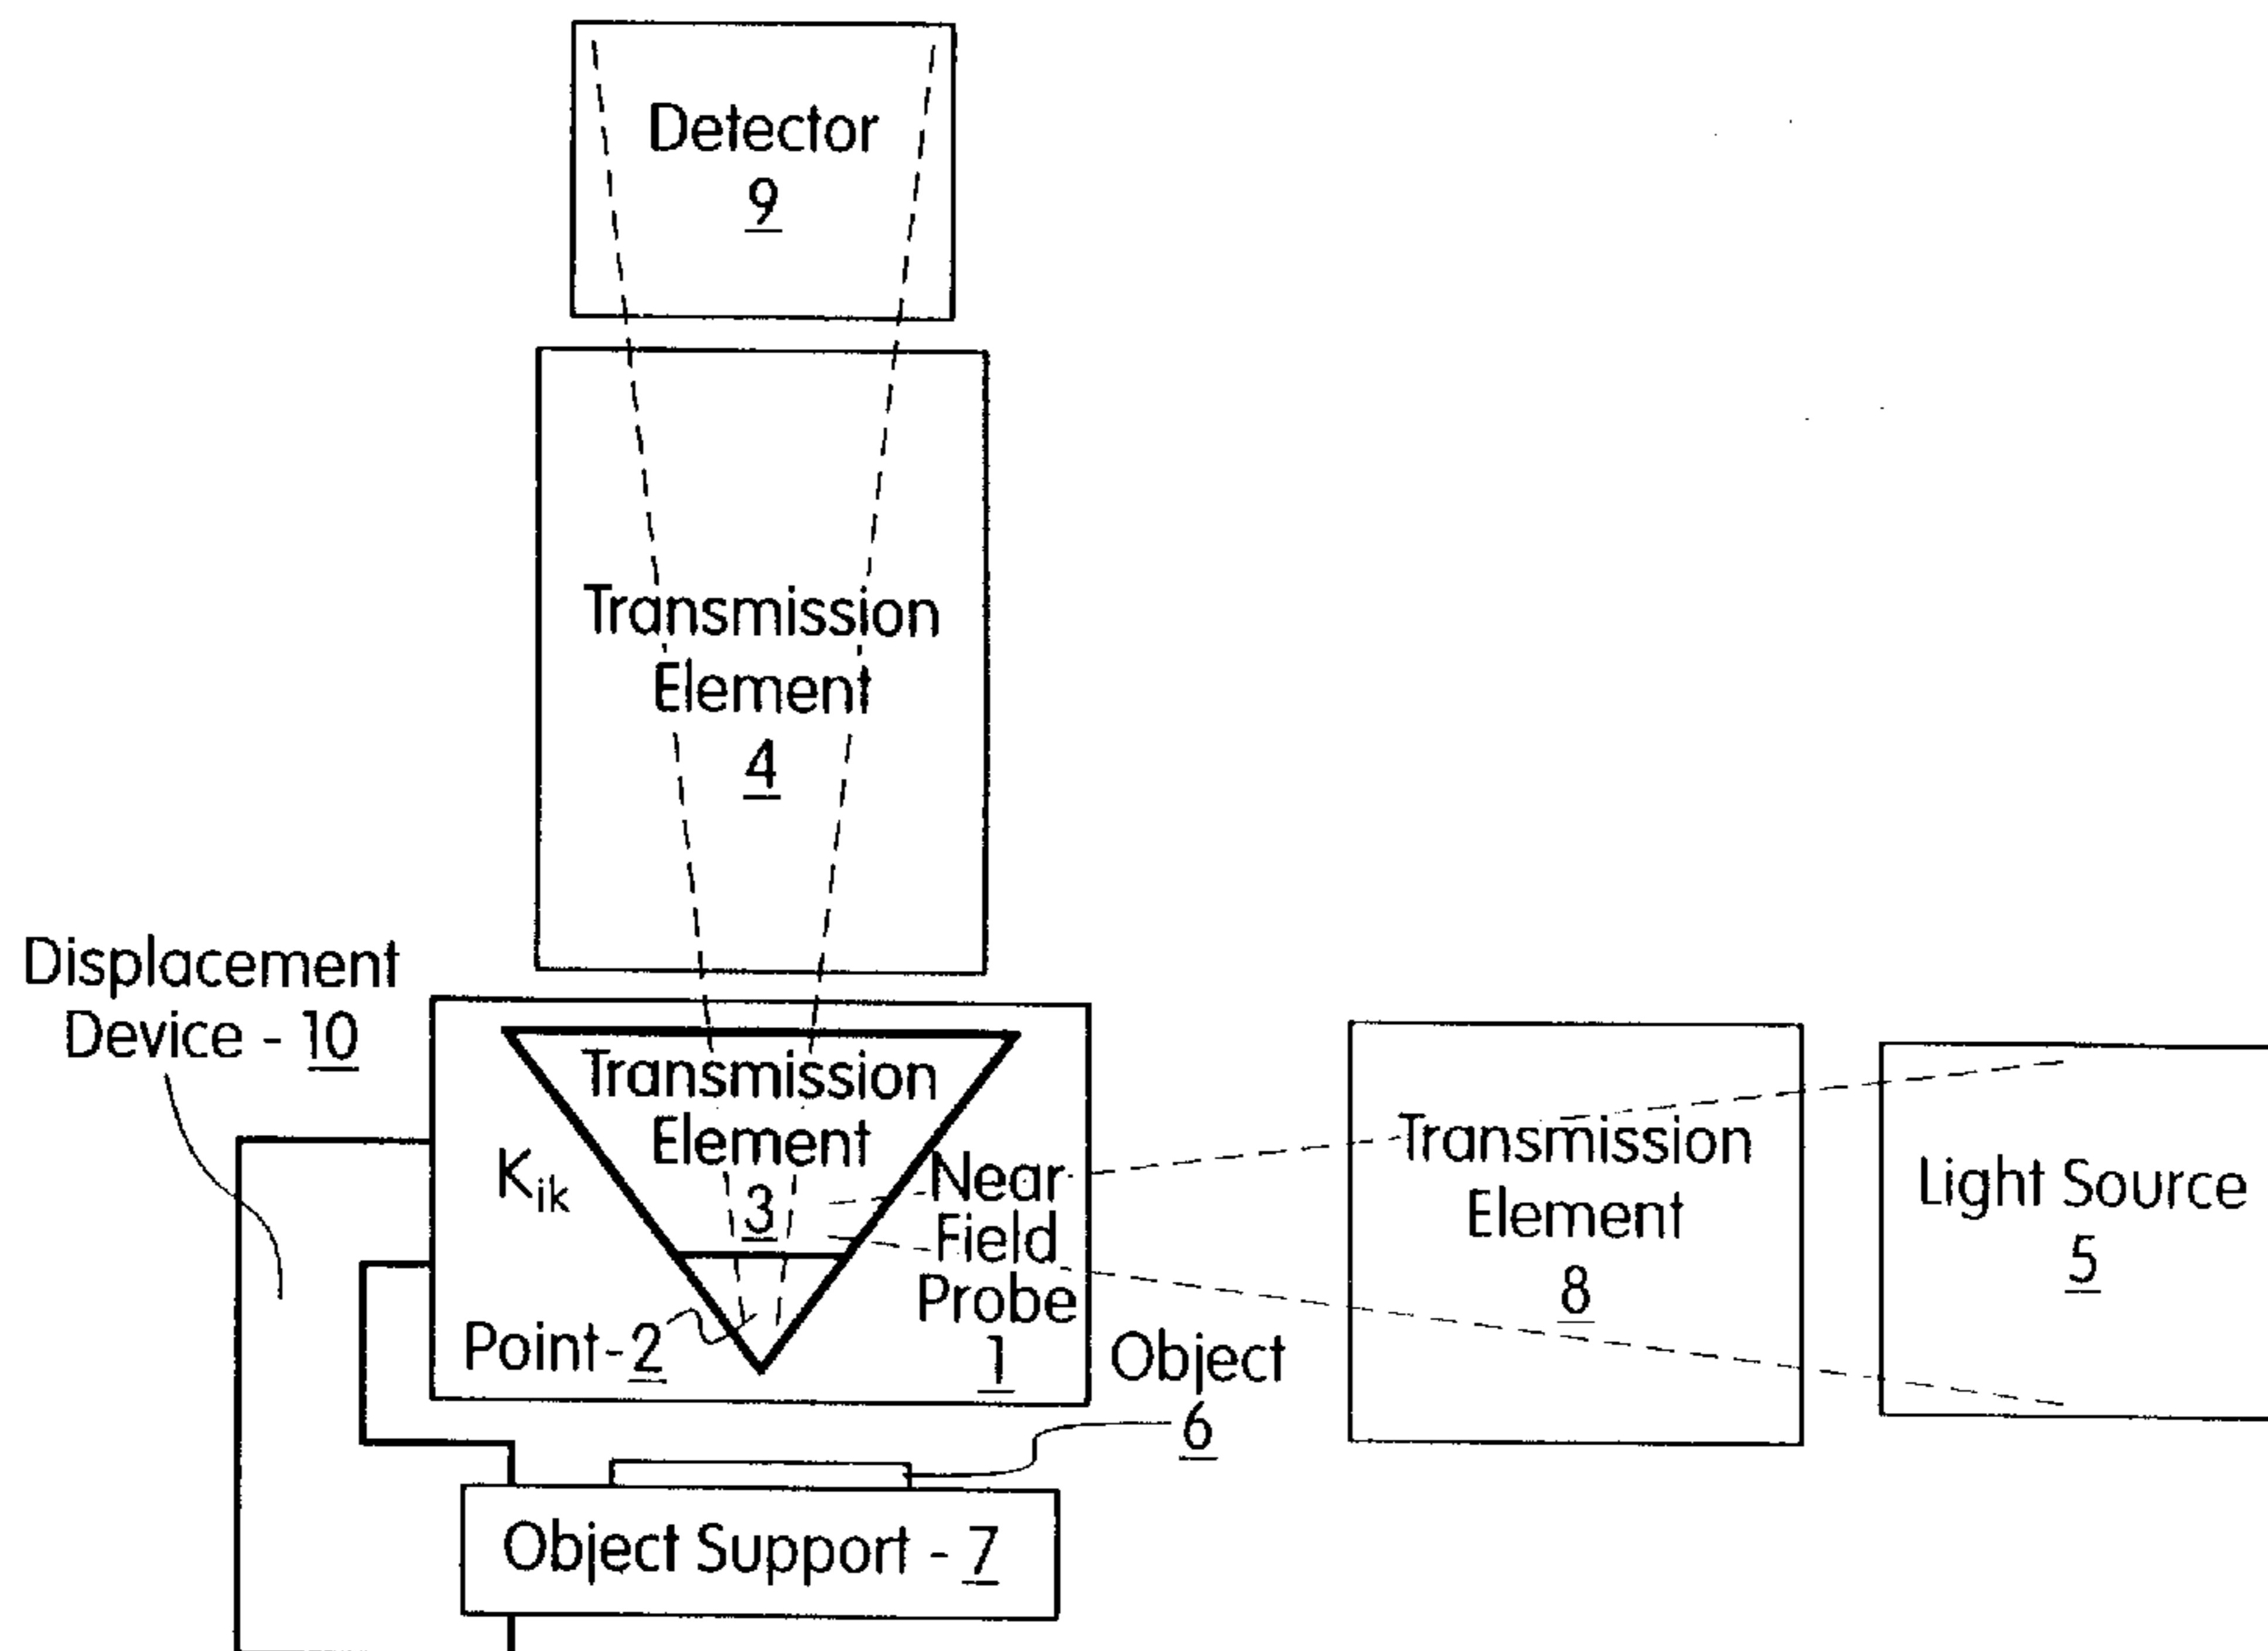 Detector
9
Transmission
Element
4
Displacement
Device - 10
Transmission
Element
3
K_ik
Near
Field
Probe
1
Point-2
Object
6
Object Support - 7
Transmission
Element
8
Light Source
5